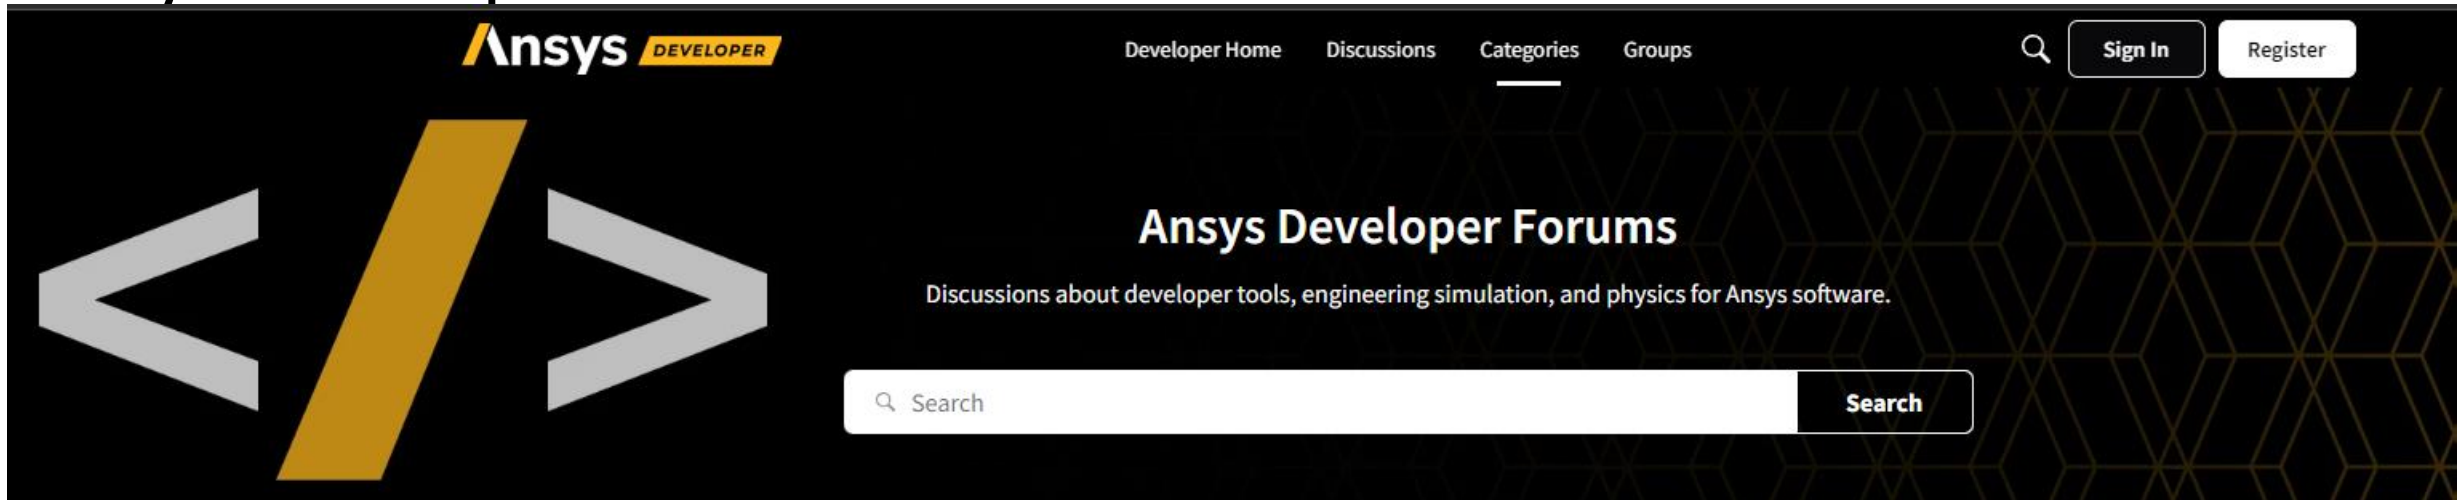 Ansys DEVELOPER
Developer Home Discussions Categories Groups
Sign In
Register
Ansys Developer Forums
Discussions about developer tools, engineering simulation, and physics for Ansys software.
Search Search